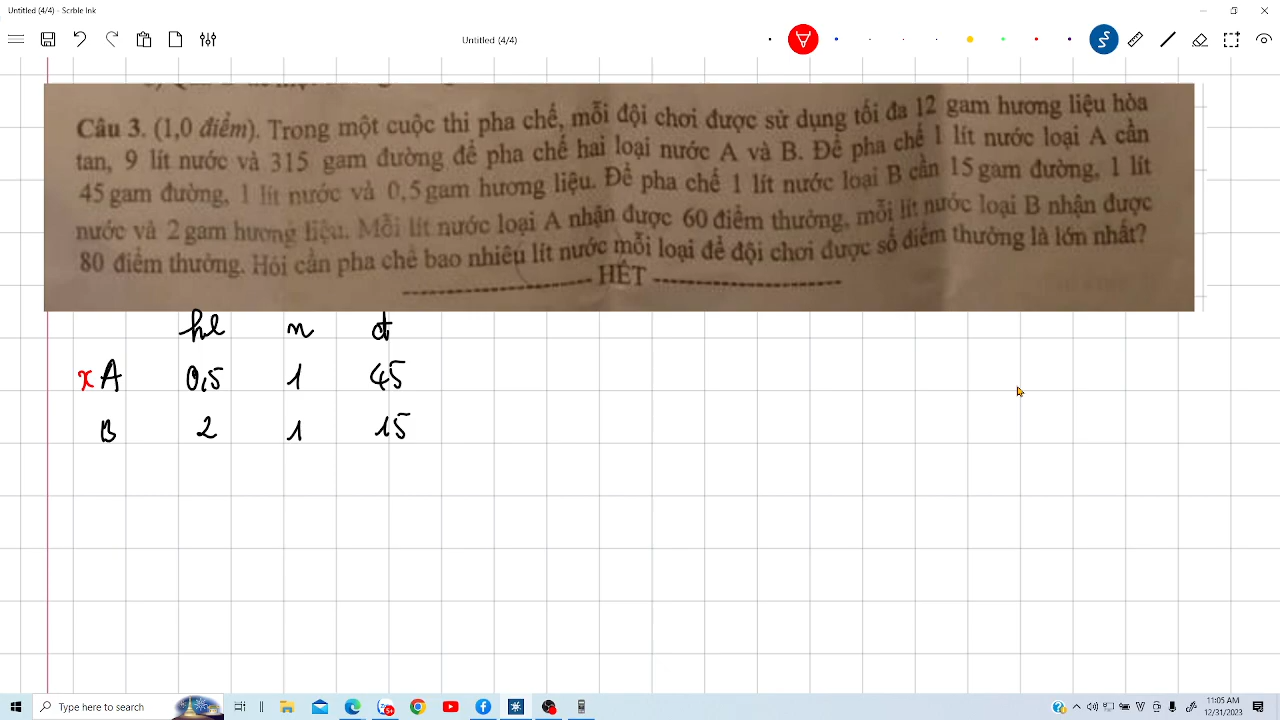 Untitled (4/4) - Scrble Ink
Untitled (4/4)
Câu 3. (1,0 điểm). Trong một cuộc thi pha chế, mỗi đội chơi được sử dụng tối đa 12 gam hương liệu hòa
tan, 9 lít nước và 315 gam đường để pha chế hai loại nước A và B. Để pha chế 1 lít nước loại A cần
45 gam đường, 1 lít nước và 0,5 gam hương liệu. Để pha chế 1 lít nước loại B cần 15 gam đường, 1 lít
nước và 2 gam hương liệu. Mỗi lít nước loại A nhận được 60 điểm thưởng, mỗi lít nước loại B nhận được
80 điểm thưởng. Hỏi cần pha chế bao nhiêu lít nước mỗi loại để đội chơi được số điểm thưởng là lớn nhất?
HẾT
hl n đ
x A 0,5 1 45
B 2 1 15
Type here to search
11:05 AM
12/31/2023